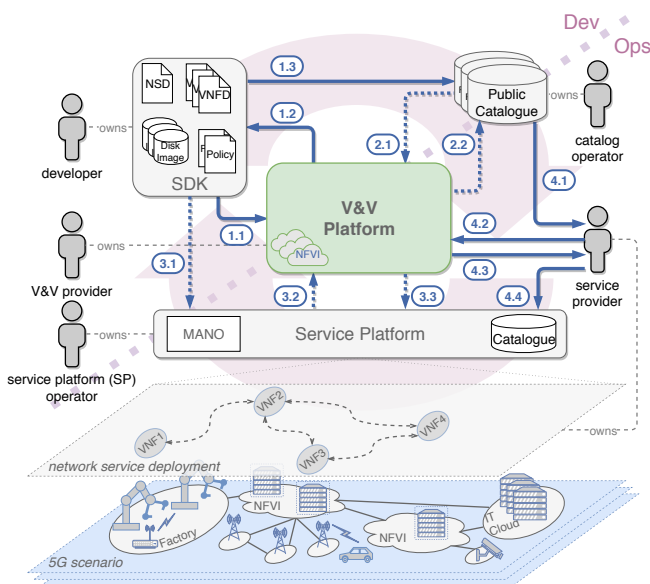 Dev
Ops
NSD
VNFD
Disk
Image
Policy
SDK
1.3
1.2
1.1
Public
Catalogue
owns
catalog
operator
owns
developer
2.1
2.2
4.1
V&V
Platform
NFVI
4.2
4.3
4.4
service
provider
V&V provider
owns
3.1
3.2
3.3
MANO
Service Platform
Catalogue
owns
service platform (SP)
operator
VNF1
VNF2
VNF3
VNF4
owns
network service deployment
NFVI
Factory
NFVI
IT
Cloud
5G scenario